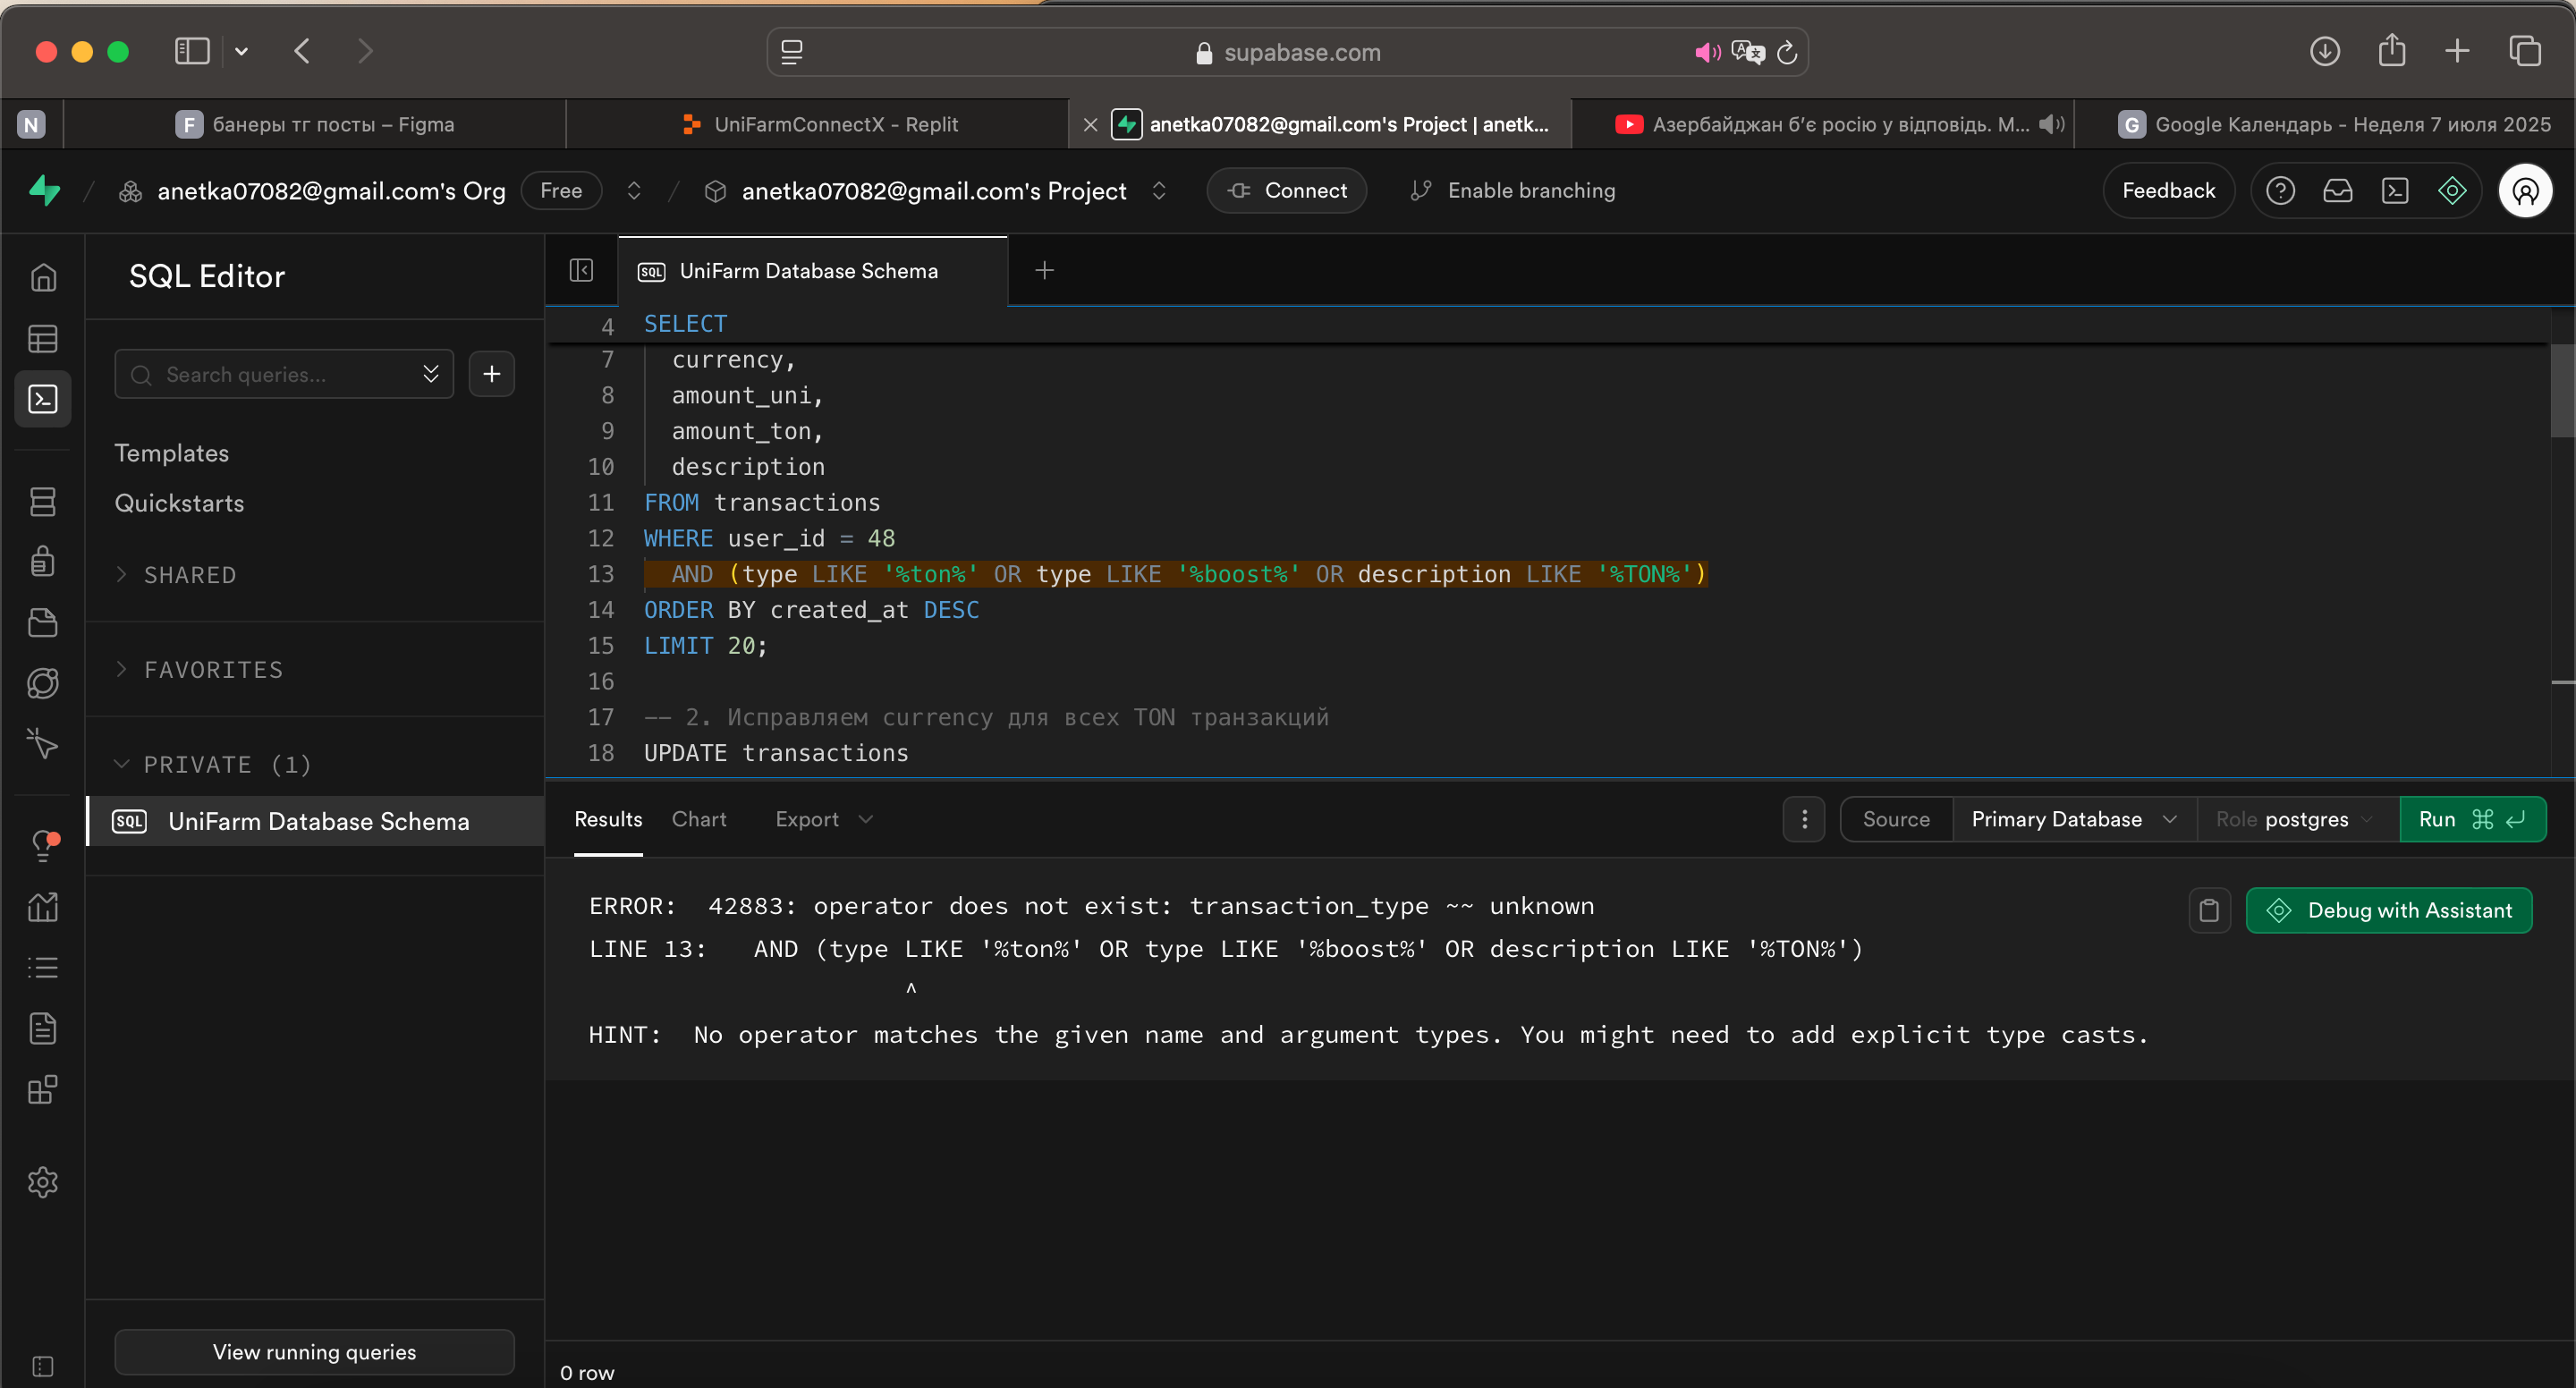 supabase.com
N
F банеры тг посты – Figma
UniFarmConnectX - Replit
anetka07082@gmail.com's Project | anetk...
Азербайджан б’є росію у відповідь. М...
G Google Календарь - Неделя 7 июля 2025
anetka07082@gmail.com's Org
Free
anetka07082@gmail.com's Project
Connect
Enable branching
Feedback
SQL Editor
SQL UniFarm Database Schema
Search queries...
Templates
Quickstarts
SHARED
FAVORITES
PRIVATE (1)
SQL UniFarm Database Schema
View running queries
4 SELECT
7 currency,
8 amount_uni,
9 amount_ton,
10 description
11 FROM transactions
12 WHERE user_id = 48
13 AND (type LIKE '%ton%' OR type LIKE '%boost%' OR description LIKE '%TON%')
14 ORDER BY created_at DESC
15 LIMIT 20;
16
17 -- 2. Исправляем currency для всех TON транзакций
18 UPDATE transactions
Results
Chart
Export
Source
Primary Database
Role postgres
Run
ERROR: 42883: operator does not exist: transaction_type ~~ unknown
LINE 13: AND (type LIKE '%ton%' OR type LIKE '%boost%' OR description LIKE '%TON%')
^
HINT: No operator matches the given name and argument types. You might need to add explicit type casts.
Debug with Assistant
0 row